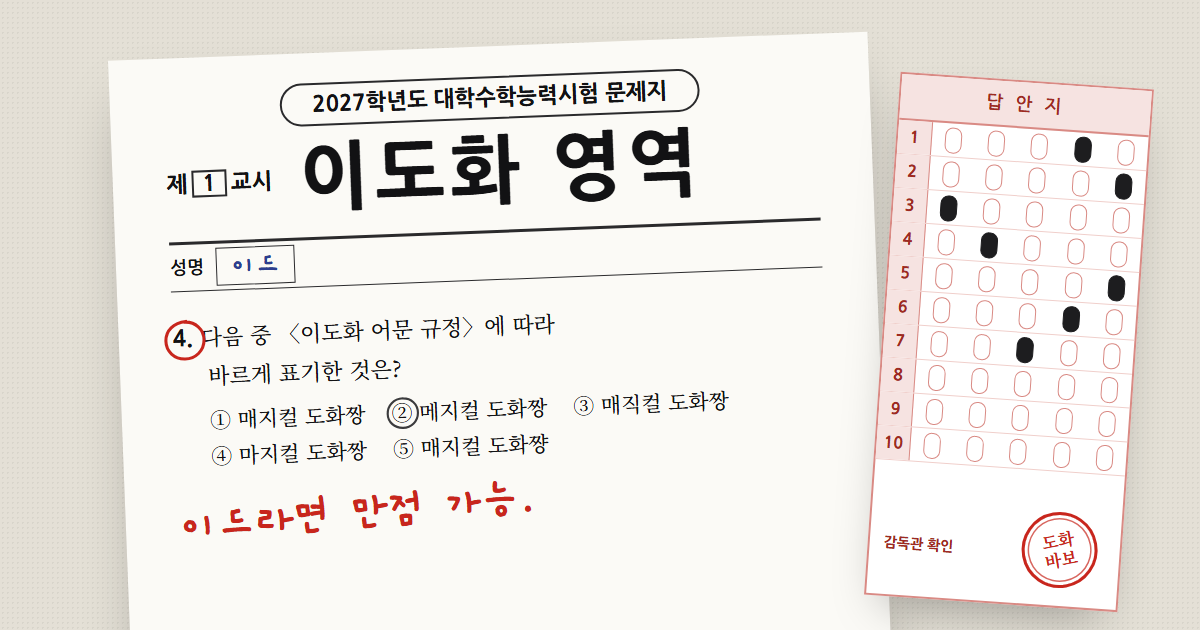 2027학년도 대학수학능력시험 문제지
제 1 교시 이도화 영역
성명 이드
4. 다음 중 〈이도화 어문 규정〉에 따라
바르게 표기한 것은?
① 매지컬 도화짱 ② 메지컬 도화짱 ③ 매직컬 도화짱
④ 마지컬 도화짱 ⑤ 매지컬 도화쨩
이드라면 만점 가능.
답안지
1
2
3
4
5
6
7
8
9
10
감독관 확인
도화
바보